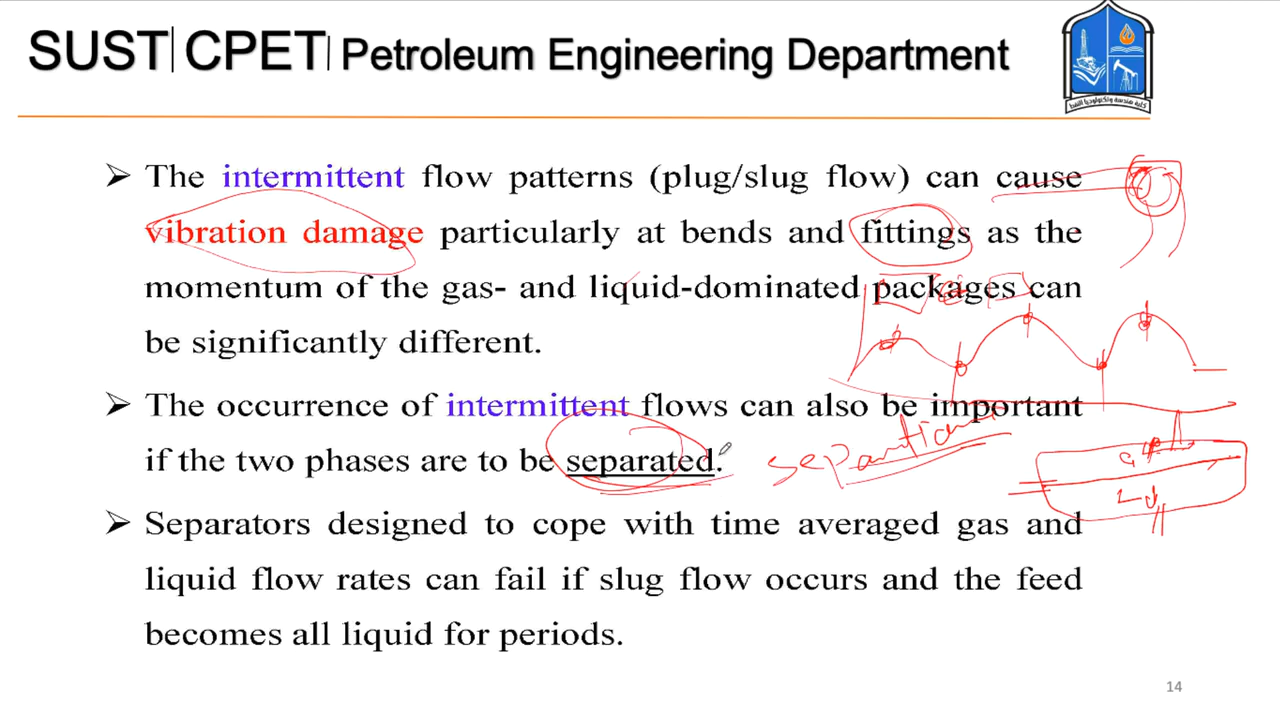 SUST CPET Petroleum Engineering Department
كلية هندسة وتكنولوجيا النفط
➢ The intermittent flow patterns (plug/slug flow) can cause
vibration damage particularly at bends and fittings as the
momentum of the gas- and liquid-dominated packages can
be significantly different.
➢ The occurrence of intermittent flows can also be important
if the two phases are to be separated.
separation
➢ Separators designed to cope with time averaged gas and
liquid flow rates can fail if slug flow occurs and the feed
becomes all liquid for periods.
14